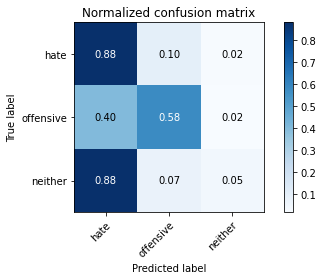 Normalized confusion matrix
hate 0.88 0.10 0.02
offensive 0.40 0.58 0.02
neither 0.88 0.07 0.05
hate offensive neither
True label
Predicted label
0.8
0.7
0.6
0.5
0.4
0.3
0.2
0.1